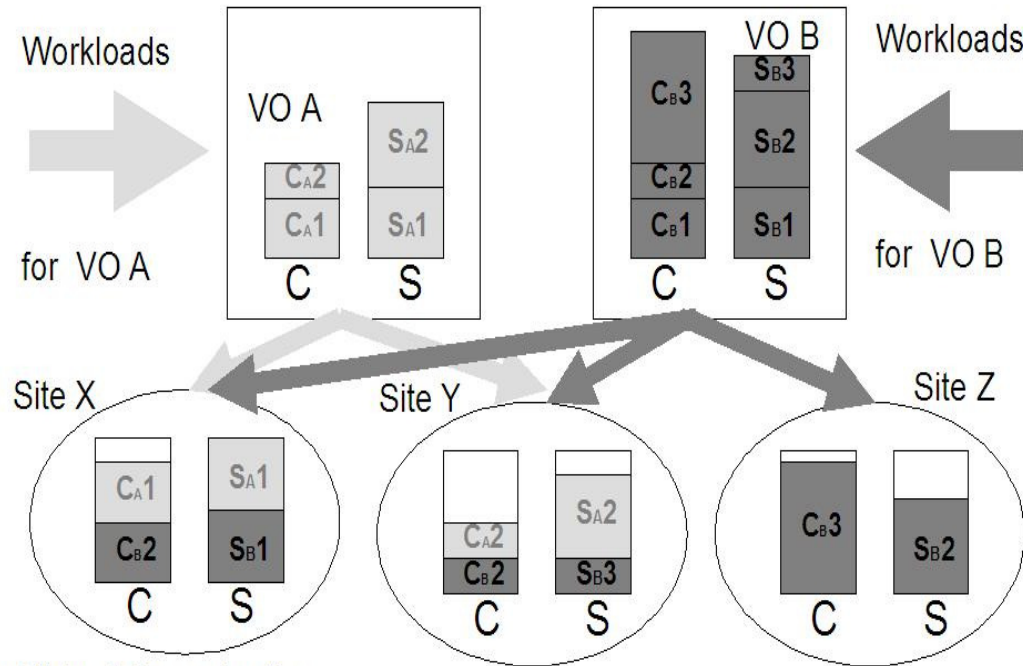 Workloads
for VO A
VO A
CA2
CA1
C
SA2
SA1
S
VO B
CB3
CB2
CB1
C
SB3
SB2
SB1
S
Workloads
for VO B
Site X
CA1
CB2
C
SA1
SB1
S
Site Y
CA2
CB2
C
SA2
SB3
S
Site Z
CB3
C
SB2
S